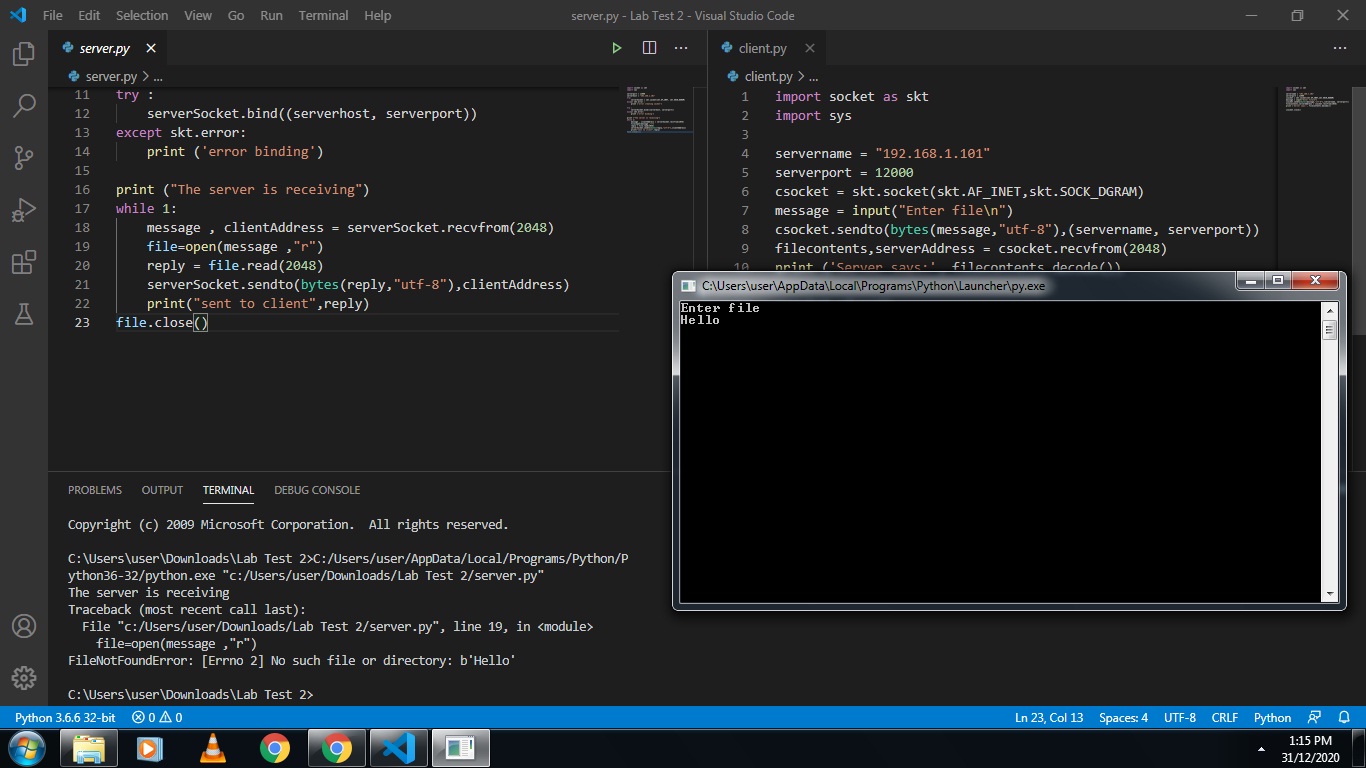 File Edit Selection View Go Run Terminal Help server.py - Lab Test 2 - Visual Studio Code
server.py
server.py > ...
11 try :
12 serverSocket.bind((serverhost, serverport))
13 except skt.error:
14 print ('error binding')
15
16 print ("The server is receiving")
17 while 1:
18 message , clientAddress = serverSocket.recvfrom(2048)
19 file=open(message ,"r")
20 reply = file.read(2048)
21 serverSocket.sendto(bytes(reply,"utf-8"),clientAddress)
22 print("sent to client",reply)
23 file.close()
client.py
client.py > ...
1 import socket as skt
2 import sys
3
4 servername = "192.168.1.101"
5 serverport = 12000
6 csocket = skt.socket(skt.AF_INET,skt.SOCK_DGRAM)
7 message = input("Enter file\n")
8 csocket.sendto(bytes(message,"utf-8"),(servername, serverport))
9 filecontents,serverAddress = csocket.recvfrom(2048)
10 print ('Server says:', filecontents.decode())
C:\Users\user\AppData\Local\Programs\Python\Launcher\py.exe
Enter file
Hello
PROBLEMS OUTPUT TERMINAL DEBUG CONSOLE
Copyright (c) 2009 Microsoft Corporation.  All rights reserved.
C:\Users\user\Downloads\Lab Test 2>C:/Users/user/AppData/Local/Programs/Python/P
ython36-32/python.exe "c:/Users/user/Downloads/Lab Test 2/server.py"
The server is receiving
Traceback (most recent call last):
File "c:/Users/user/Downloads/Lab Test 2/server.py", line 19, in <module>
file=open(message ,"r")
FileNotFoundError: [Errno 2] No such file or directory: b'Hello'
C:\Users\user\Downloads\Lab Test 2>
Python 3.6.6 32-bit 0 0 Ln 23, Col 13 Spaces: 4 UTF-8 CRLF Python
1:15 PM
31/12/2020